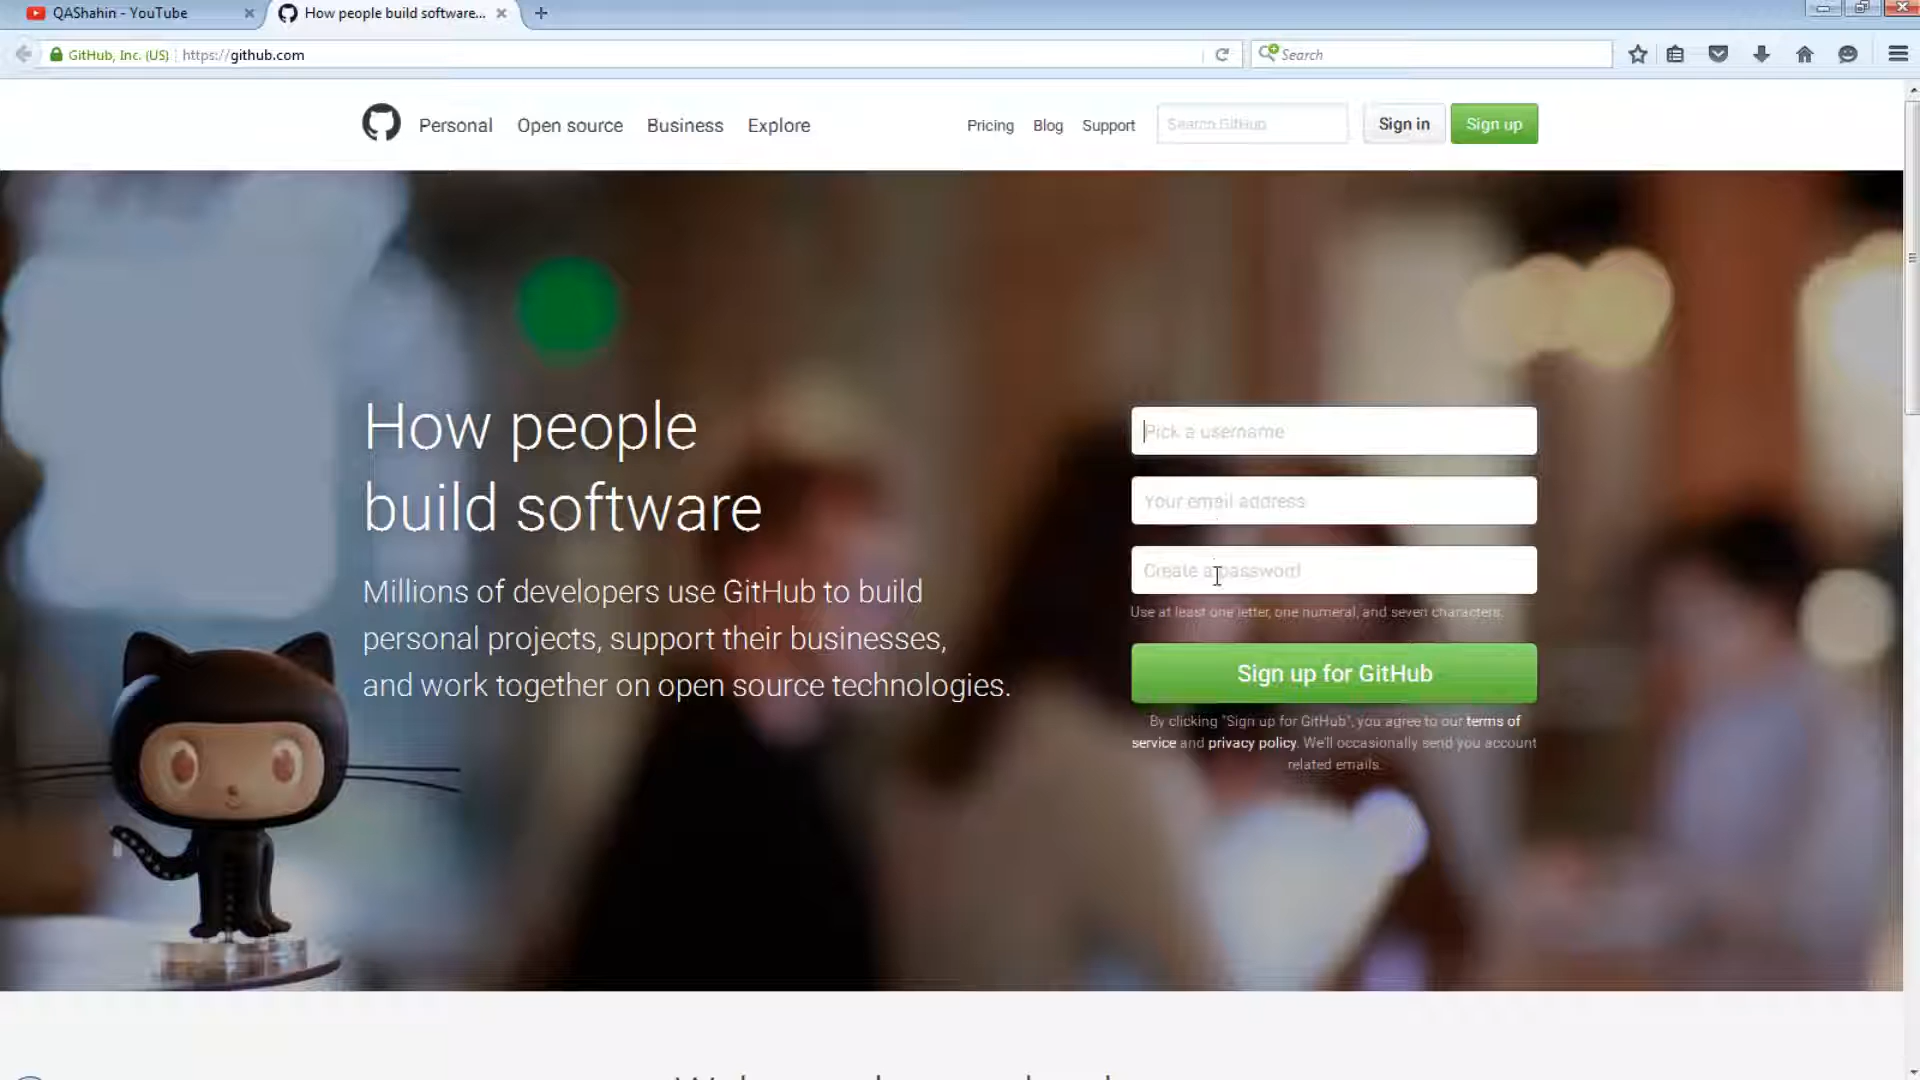 QAShahin - YouTube
How people build software...
GitHub, Inc. (US)
https://github.com
Search
Personal
Open source
Business
Explore
Pricing
Blog
Support
Search GitHub
Sign in
Sign up
How people
build software
Millions of developers use GitHub to build
personal projects, support their businesses,
and work together on open source technologies.
Pick a username
Your email address
Create a password
Use at least one letter, one numeral, and seven characters.
Sign up for GitHub
By clicking "Sign up for GitHub", you agree to our terms of
service and privacy policy. We'll occasionally send you account
related emails.